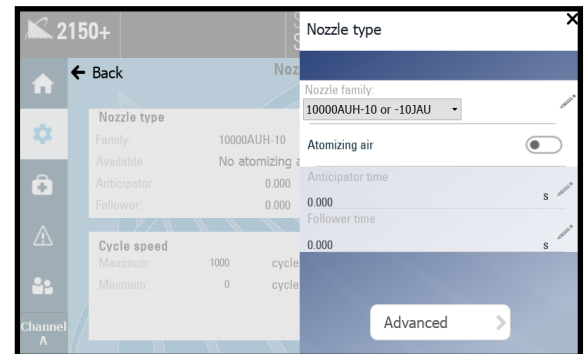 2150+
Back
Noz
Nozzle type
Family: 10000AUH-10
Available No atomizing a
Anticipator: 0.000
Follower: 0.000
Cycle speed
Maximum: 1000 cycle
Minimum: 0 cycle
Channel
A
Nozzle type
Nozzle family:
10000AUH-10 or -10JAU
Atomizing air
Anticipator time
0.000 s
Follower time
0.000 s
Advanced